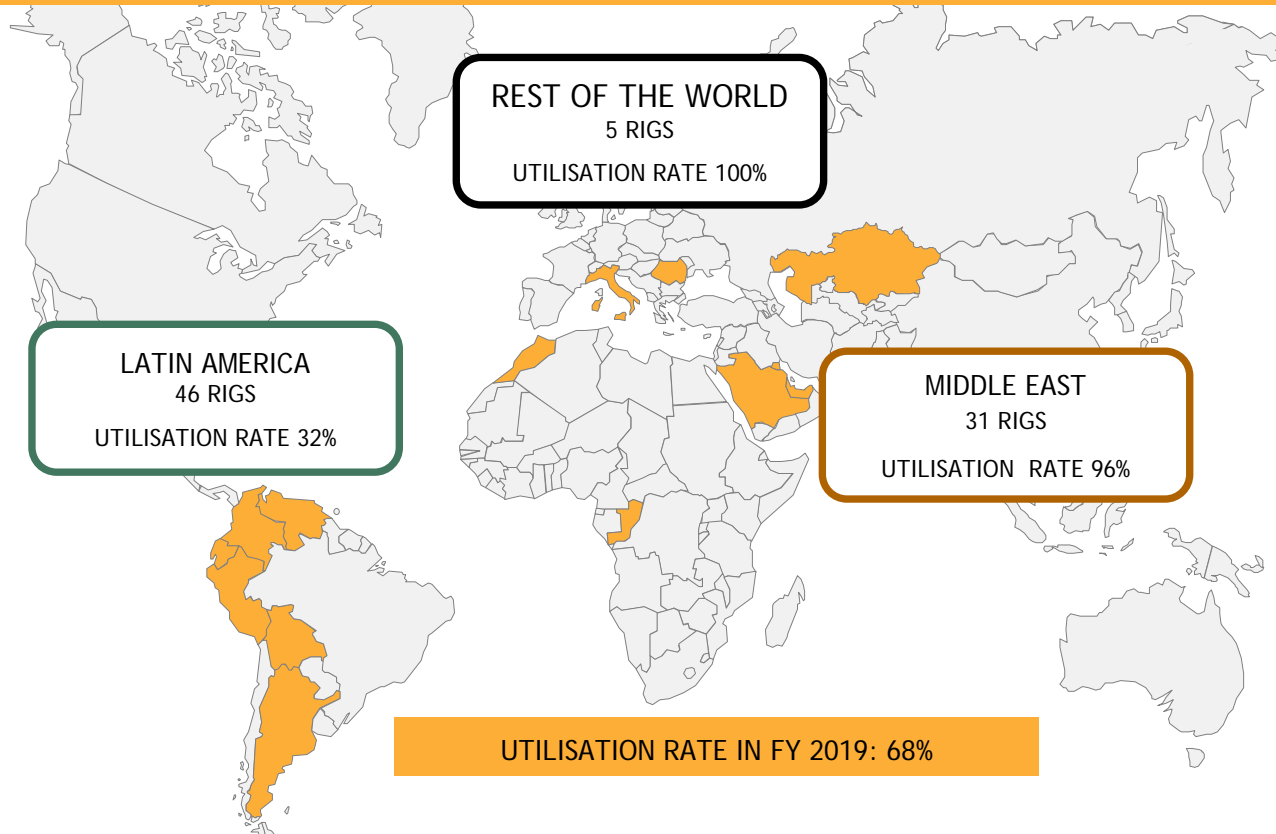 REST OF THE WORLD
5 RIGS
UTILISATION RATE 100%
LATIN AMERICA
46 RIGS
UTILISATION RATE 32%
MIDDLE EAST
31 RIGS
UTILISATION RATE 96%
UTILISATION RATE IN FY 2019: 68%